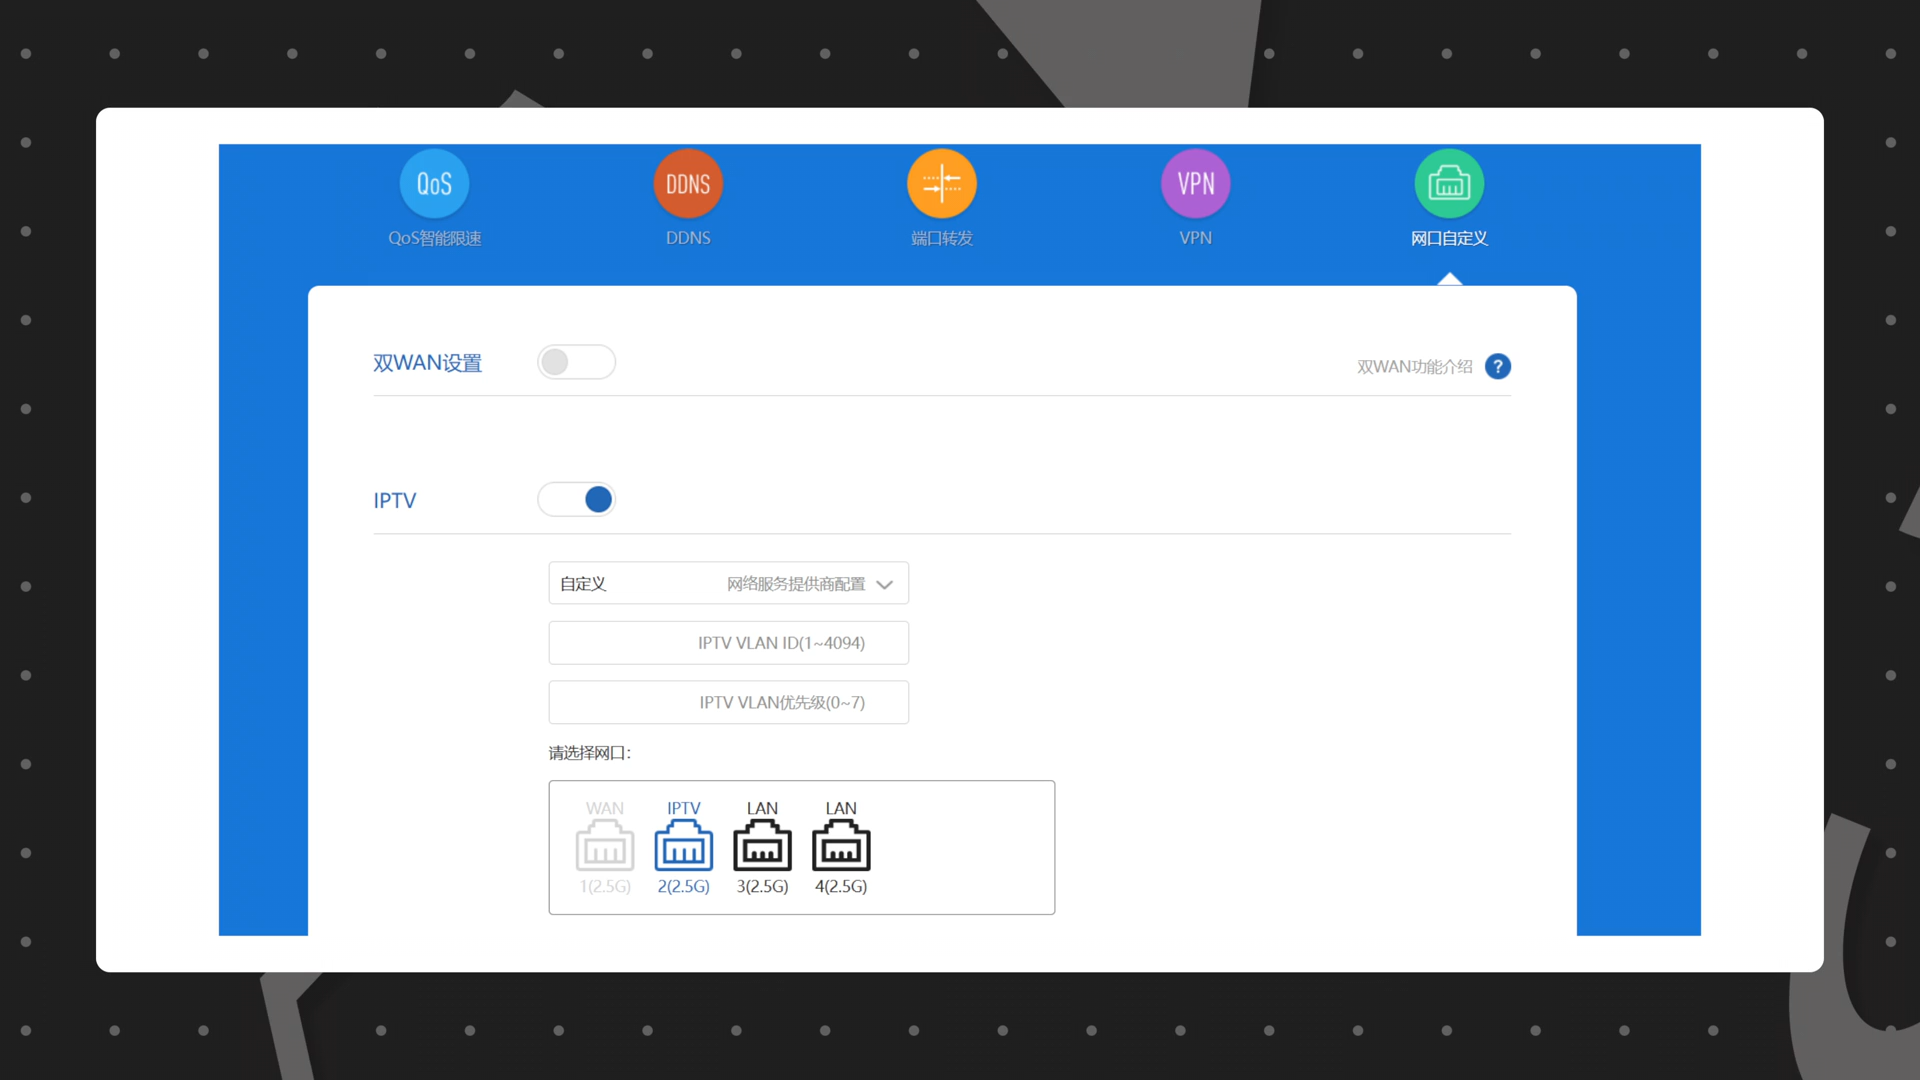 QoS
DDNS
VPN
QoS智能限速
DDNS
端口转发
VPN
网口自定义
双WAN设置
双WAN功能介绍 ?
IPTV
自定义 网络服务提供商配置
IPTV VLAN ID(1~4094)
IPTV VLAN优先级(0~7)
请选择网口:
WAN IPTV LAN LAN
1(2.5G) 2(2.5G) 3(2.5G) 4(2.5G)